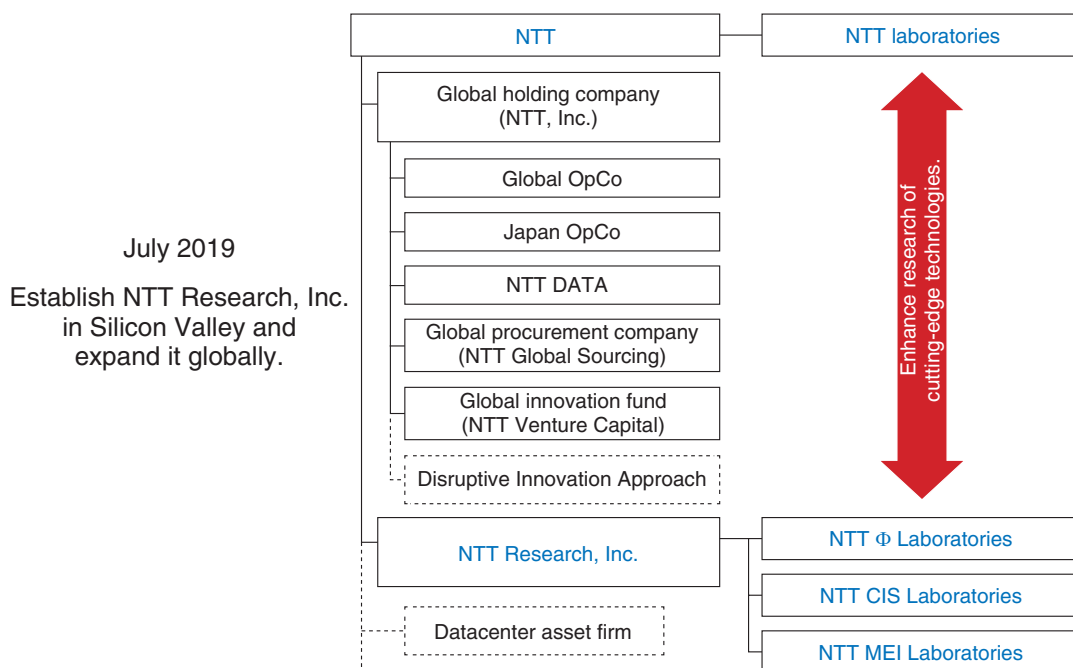 NTT
NTT laboratories
Global holding company
(NTT, Inc.)
Global OpCo
Japan OpCo
NTT DATA
Global procurement company
(NTT Global Sourcing)
Global innovation fund
(NTT Venture Capital)
Disruptive Innovation Approach
NTT Research, Inc.
Datacenter asset firm
July 2019
Establish NTT Research, Inc.
in Silicon Valley and
expand it globally.
Enhance research of
cutting-edge technologies.
NTT Φ Laboratories
NTT CIS Laboratories
NTT MEI Laboratories